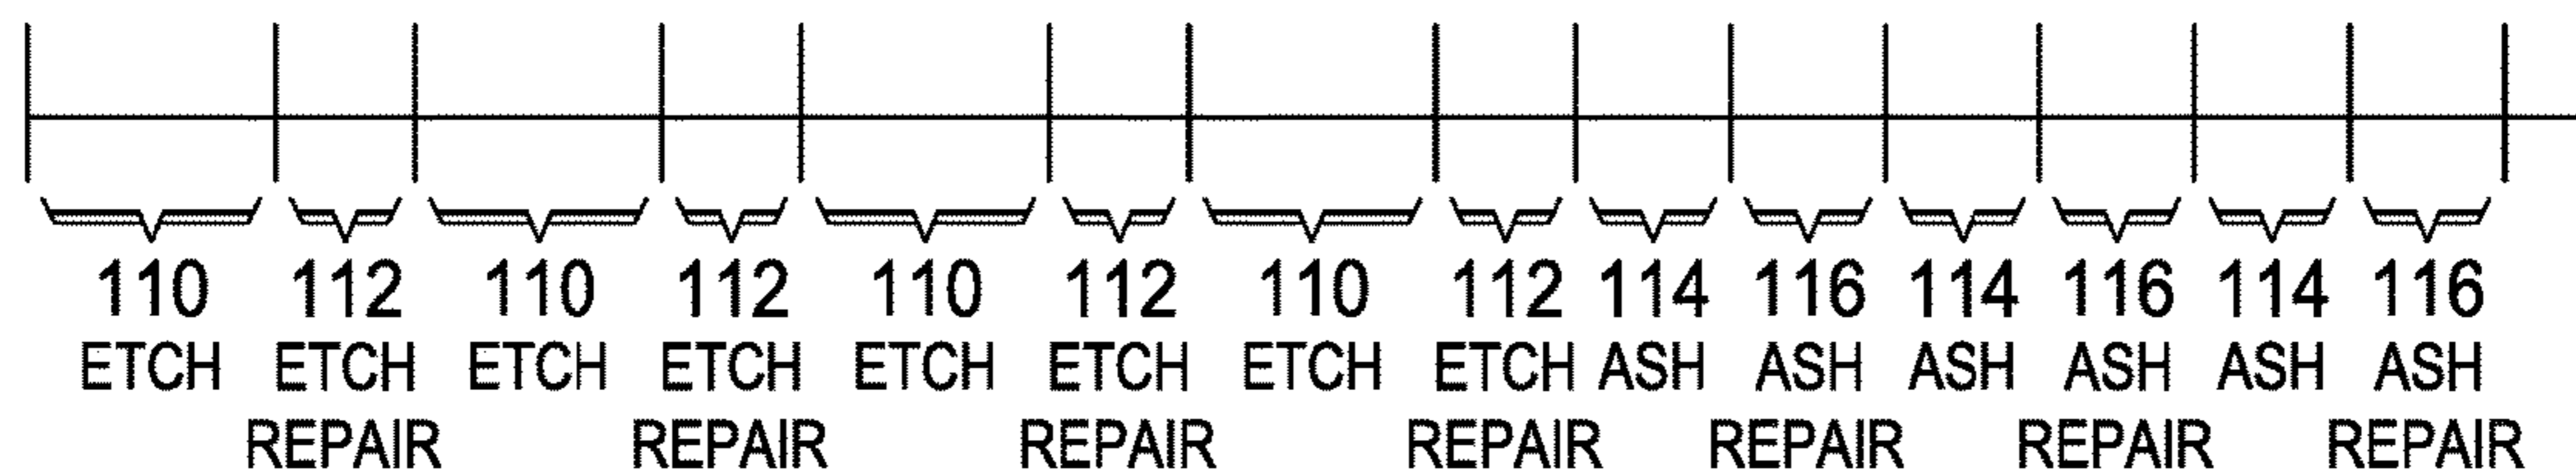 110 112 110 112 110 112 110 112 114 116 114 116 114 116
ETCH ETCH ETCH ETCH ETCH ETCH ETCH ETCH ASH ASH ASH ASH ASH ASH
REPAIR REPAIR REPAIR REPAIR REPAIR REPAIR REPAIR